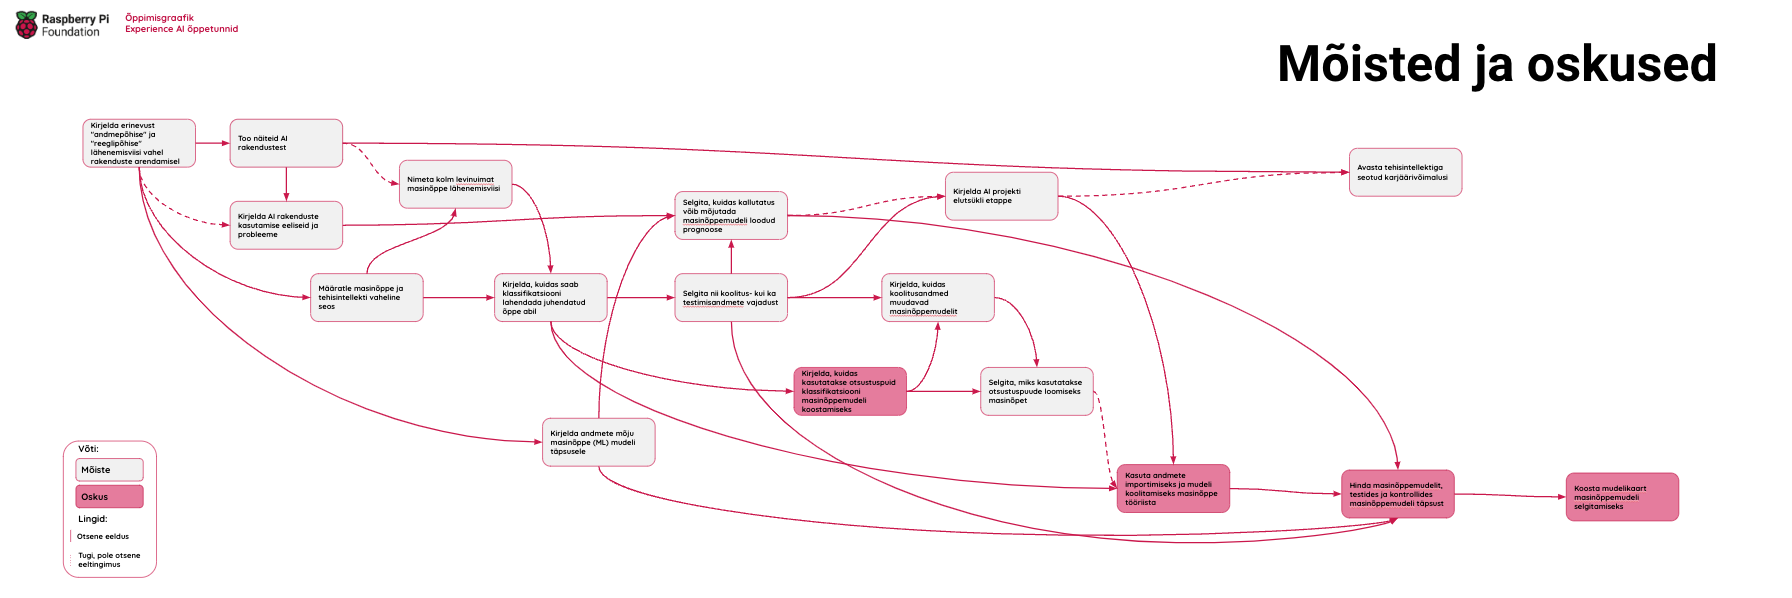 Raspberry Pi
Foundation
Õppimisgraafik
Experience AI õppetunnid
Mõisted ja oskused
Kirjelda erinevust
"andmepõhise" ja
"reeglipõhise"
lähenemisviisi vahel
rakenduste arendamisel
Too näiteid AI
rakendustest
Nimeta kolm levinuimat
masinõppe lähenemisviisi
Avasta tehisintellektiga
seotud karjäärivõimalusi
Kirjelda AI rakenduste
kasutamise eeliseid ja
probleeme
Selgita, kuidas kallutatus
võib mõjutada
masinõppemudeli loodud
prognoose
Kirjelda AI projekti
elutsükli etappe
Määratle masinõppe ja
tehisintellekti vaheline
seos
Kirjelda, kuidas saab
klassifikatsiooni
lahendada juhendatud
õppe abil
Selgita nii koolitus- kui ka
testimisandmete vajadust
Kirjelda, kuidas
koolitusandmed
muudavad
masinõppemudelit
Kirjelda, kuidas
kasutatakse otsustuspuid
klassifikatsiooni
masinõppemudeli
koostamiseks
Selgita, miks kasutatakse
otsustuspuude loomiseks
masinõpet
Kirjelda andmete mõju
masinõppe (ML) mudeli
täpsusele
Kasuta andmete
importimiseks ja mudeli
koolitamiseks masinõppe
tööriista
Hinda masinõppemudelit,
testides ja kontrollides
masinõppemudeli täpsust
Koosta mudelikaart
masinõppemudeli
selgitamiseks
Võti:
Mõiste
Oskus
Lingid:
Otsene eeldus
Tugi, pole otsene
eeltingimus